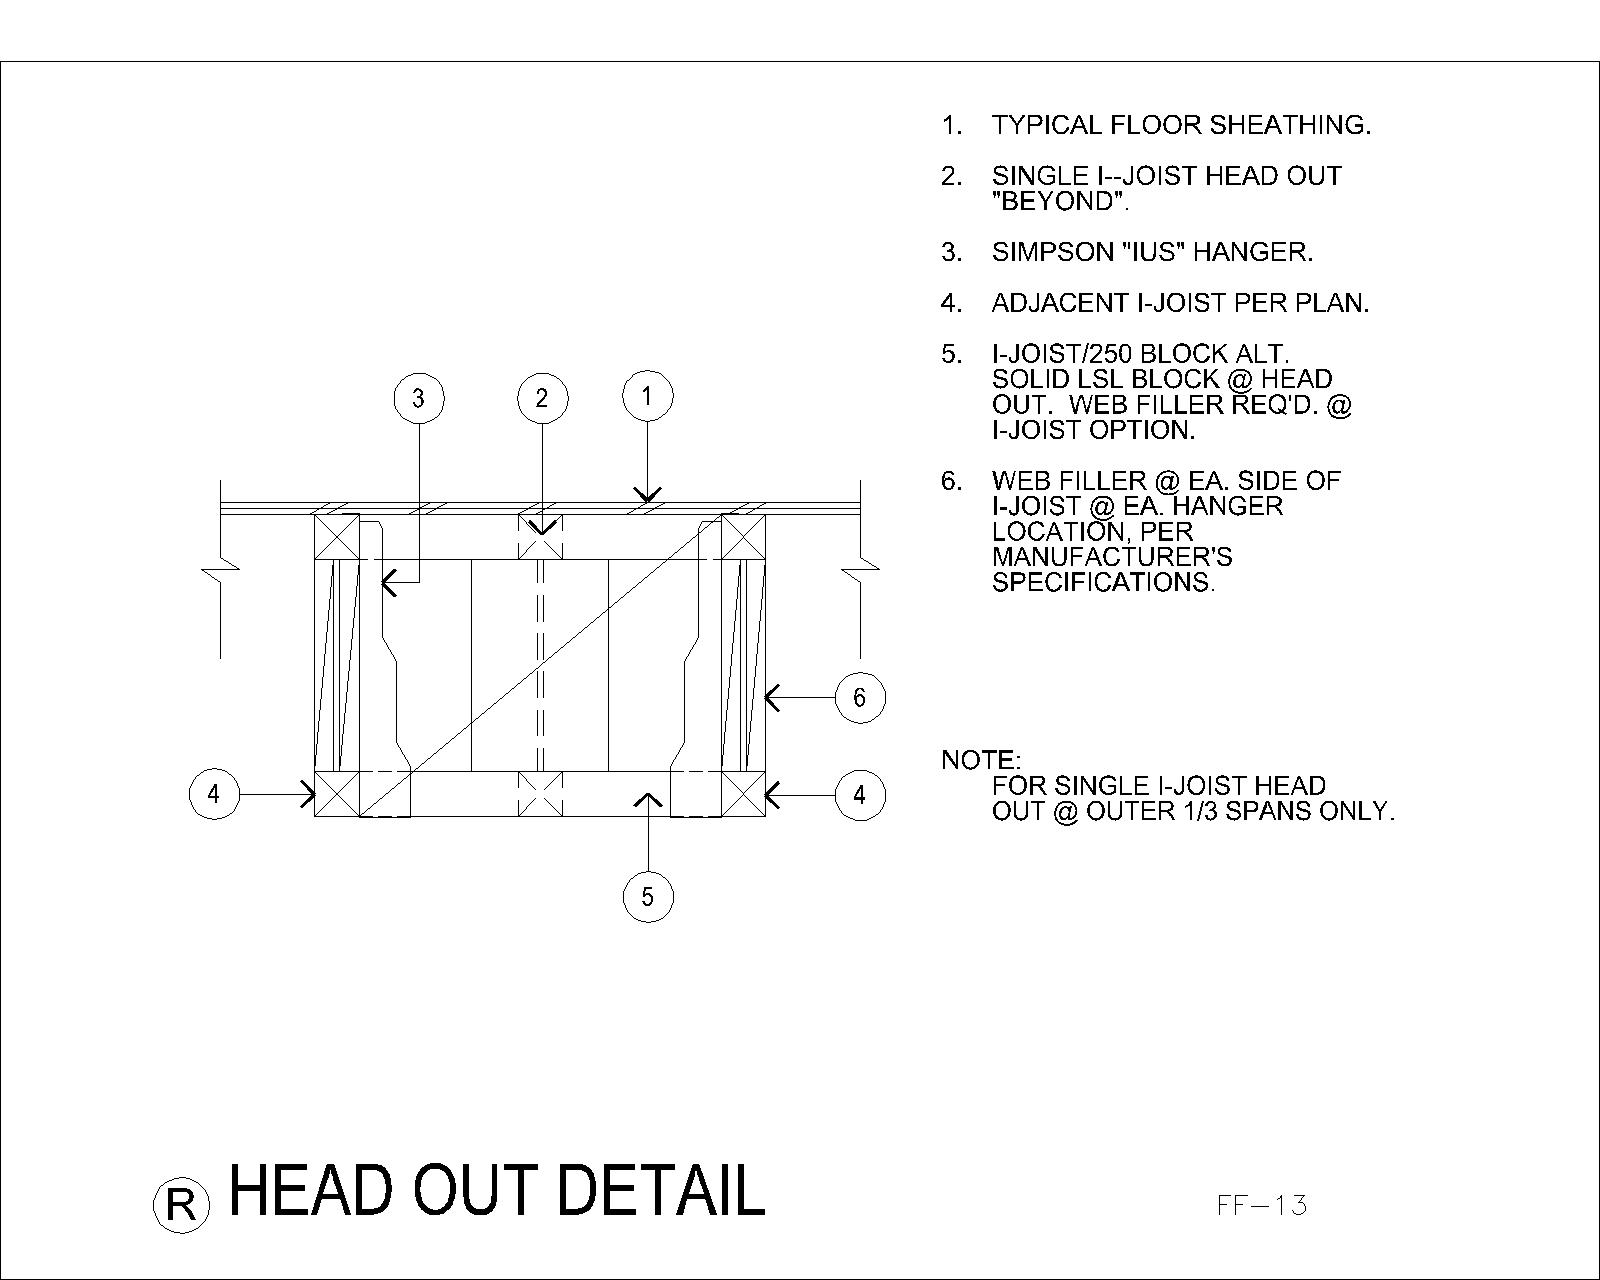 1. TYPICAL FLOOR SHEATHING.
2. SINGLE I--JOIST HEAD OUT
"BEYOND".
3. SIMPSON "IUS" HANGER.
4. ADJACENT I-JOIST PER PLAN.
5. I-JOIST/250 BLOCK ALT.
SOLID LSL BLOCK @ HEAD
OUT. WEB FILLER REQ'D. @
I-JOIST OPTION.
6. WEB FILLER @ EA. SIDE OF
I-JOIST @ EA. HANGER
LOCATION, PER
MANUFACTURER'S
SPECIFICATIONS.
NOTE:
FOR SINGLE I-JOIST HEAD
OUT @ OUTER 1/3 SPANS ONLY.
3 2 1
6
4 4
5
R HEAD OUT DETAIL
FF-13